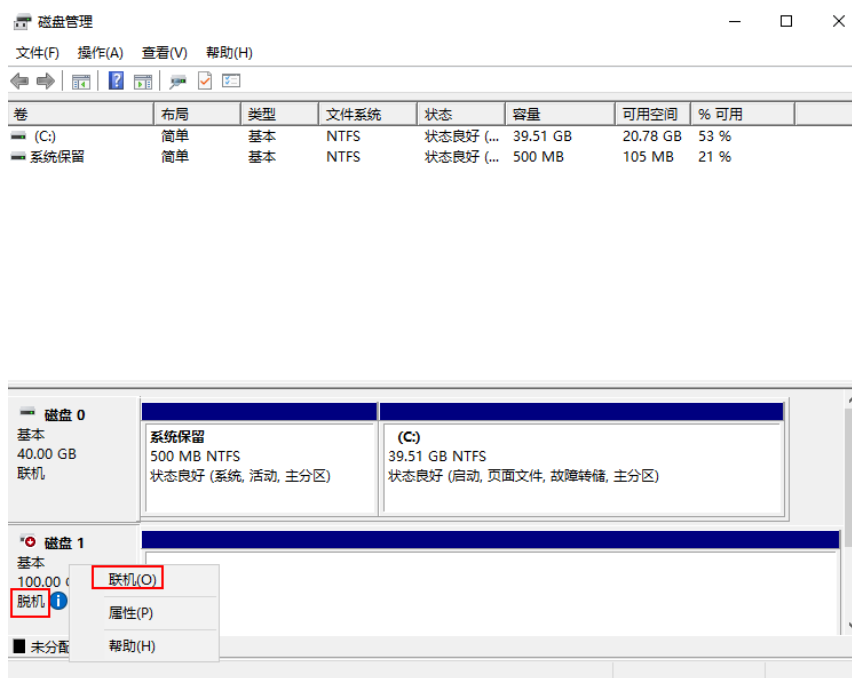 磁盘管理
文件(F) 操作(A) 查看(V) 帮助(H)
卷 布局 类型 文件系统 状态 容量 可用空间 % 可用
(C:) 简单 基本 NTFS 状态良好 (... 39.51 GB 20.78 GB 53 %
系统保留 简单 基本 NTFS 状态良好 (... 500 MB 105 MB 21 %
磁盘 0
基本
40.00 GB
联机
系统保留
500 MB NTFS
状态良好 (系统, 活动, 主分区)
(C:)
39.51 GB NTFS
状态良好 (启动, 页面文件, 故障转储, 主分区)
磁盘 1
基本
100.00
脱机
联机(O)
属性(P)
帮助(H)
未分配